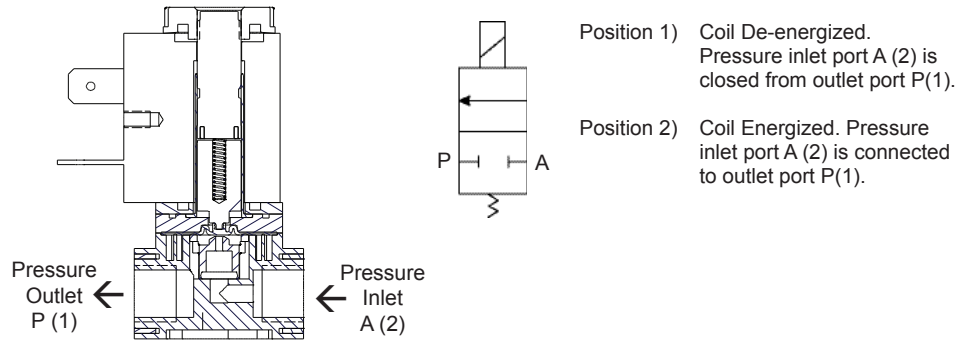 Position 1) Coil De-energized.
Pressure inlet port A (2) is
closed from outlet port P(1).
Position 2) Coil Energized. Pressure
inlet port A (2) is connected
to outlet port P(1).
P
A
Pressure
Outlet
P (1)
Pressure
Inlet
A (2)